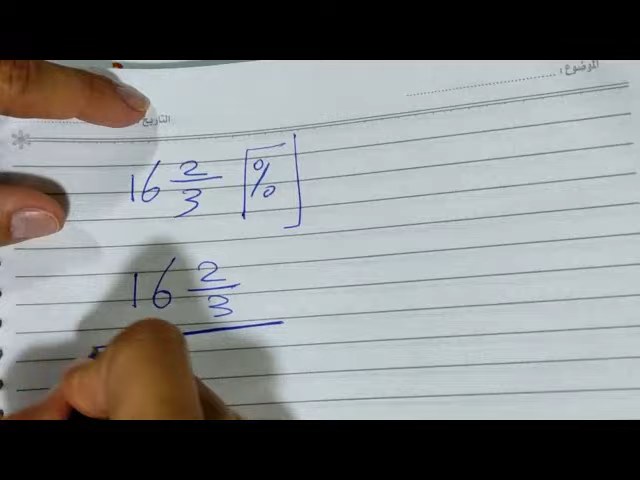 الموضوع:
التاريخ
16 2/3 %
16 2/3